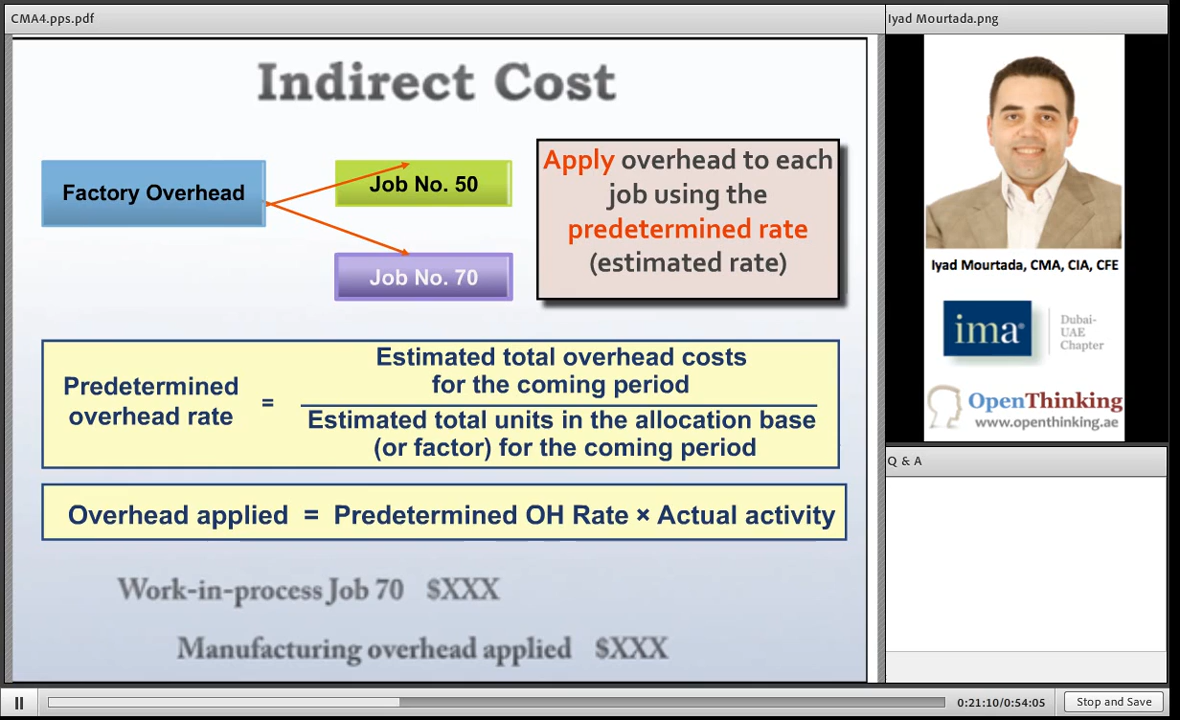 CMA4.pps.pdf
Indirect Cost
Factory Overhead
Job No. 50
Job No. 70
Apply overhead to each
job using the
predetermined rate
(estimated rate)
Predetermined
overhead rate
=
Estimated total overhead costs
for the coming period
Estimated total units in the allocation base
(or factor) for the coming period
Overhead applied = Predetermined OH Rate × Actual activity
Work-in-process Job 70 $XXX
Manufacturing overhead applied $XXX
Iyad Mourtada.png
Iyad Mourtada, CMA, CIA, CFE
ima®
Dubai-
UAE
Chapter
OpenThinking
www.openthinking.ae
Q & A
0:21:10/0:54:05
Stop and Save